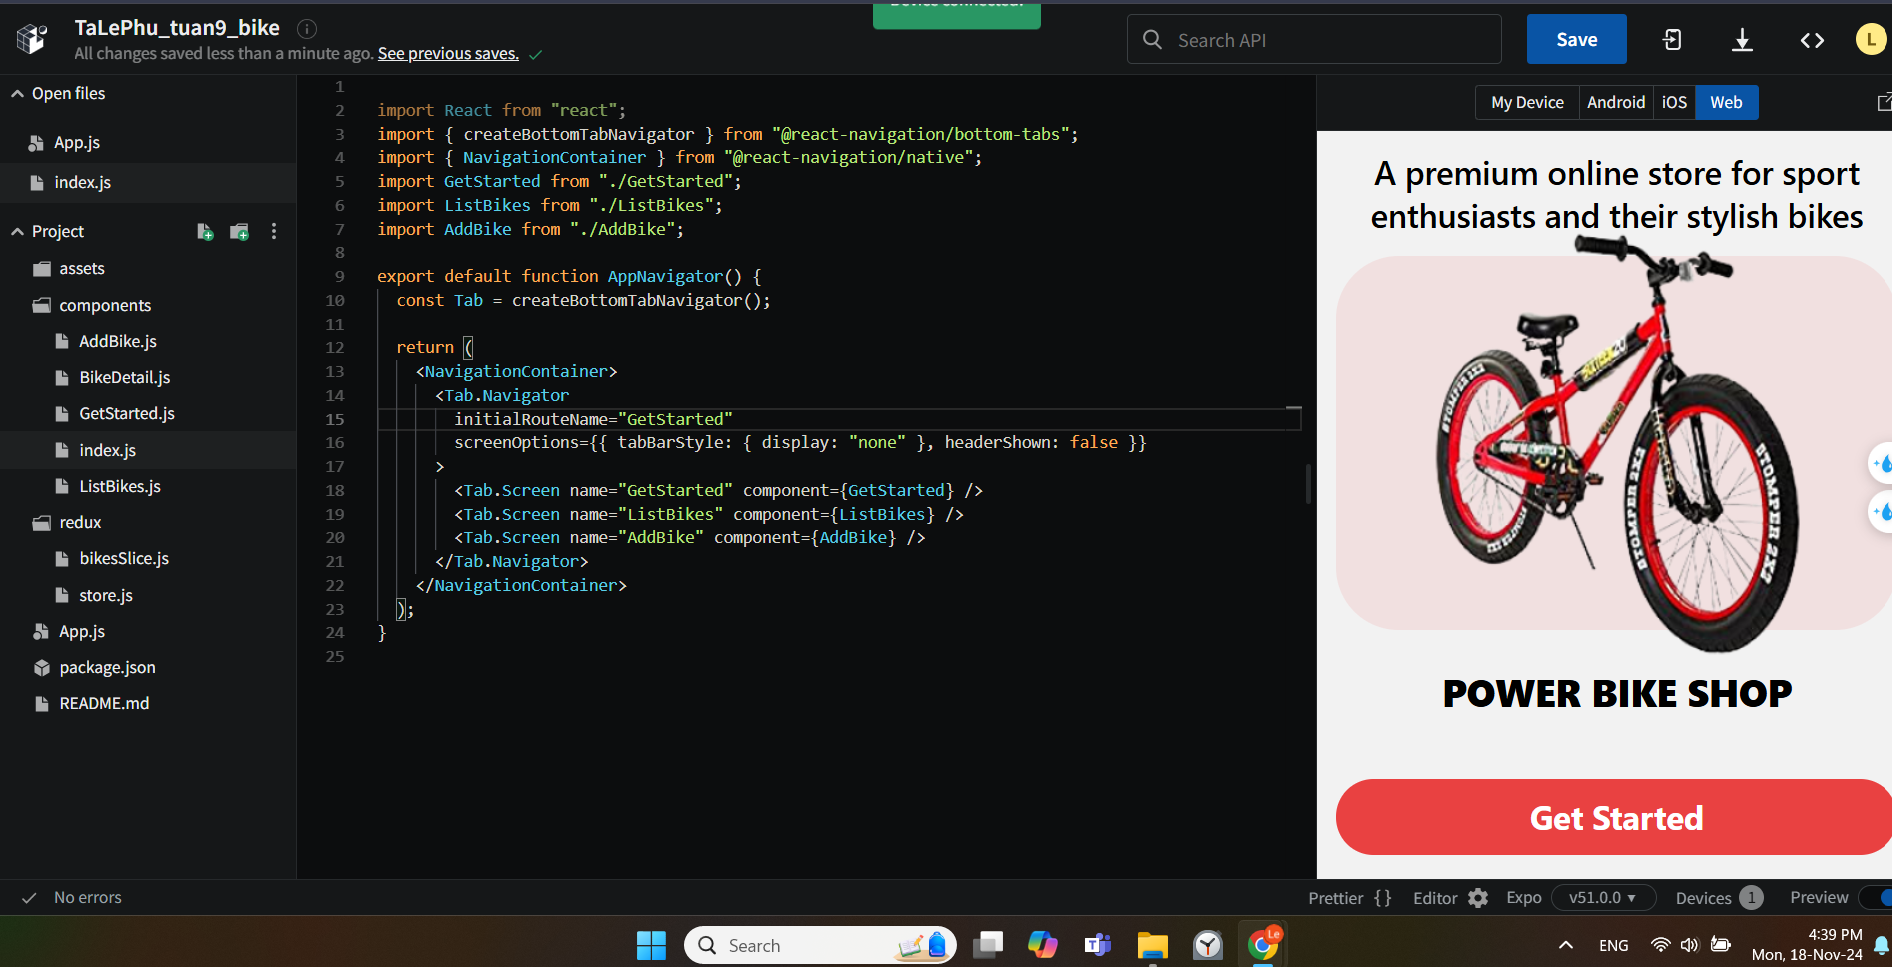 TaLePhu_tuan9_bike
All changes saved less than a minute ago. See previous saves.
Device connected!
Search API
Save
L
Open files
App.js
index.js
Project
assets
components
AddBike.js
BikeDetail.js
GetStarted.js
index.js
ListBikes.js
redux
bikesSlice.js
store.js
App.js
package.json
README.md
1
2 import React from "react";
3 import { createBottomTabNavigator } from "@react-navigation/bottom-tabs";
4 import { NavigationContainer } from "@react-navigation/native";
5 import GetStarted from "./GetStarted";
6 import ListBikes from "./ListBikes";
7 import AddBike from "./AddBike";
8
9 export default function AppNavigator() {
10 const Tab = createBottomTabNavigator();
11
12 return (
13 <NavigationContainer>
14 <Tab.Navigator
15 initialRouteName="GetStarted"
16 screenOptions={{ tabBarStyle: { display: "none" }, headerShown: false }}
17 >
18 <Tab.Screen name="GetStarted" component={GetStarted} />
19 <Tab.Screen name="ListBikes" component={ListBikes} />
20 <Tab.Screen name="AddBike" component={AddBike} />
21 </Tab.Navigator>
22 </NavigationContainer>
23 );
24 }
25
My Device Android iOS Web
A premium online store for sport
enthusiasts and their stylish bikes
STOMPER 2X2
STOMPER 2X2
STOMPER 2X2
POWER BIKE SHOP
Get Started
No errors
Prettier {} Editor Expo v51.0.0 Devices 1 Preview
Search
Le
ENG
4:39 PM
Mon, 18-Nov-24